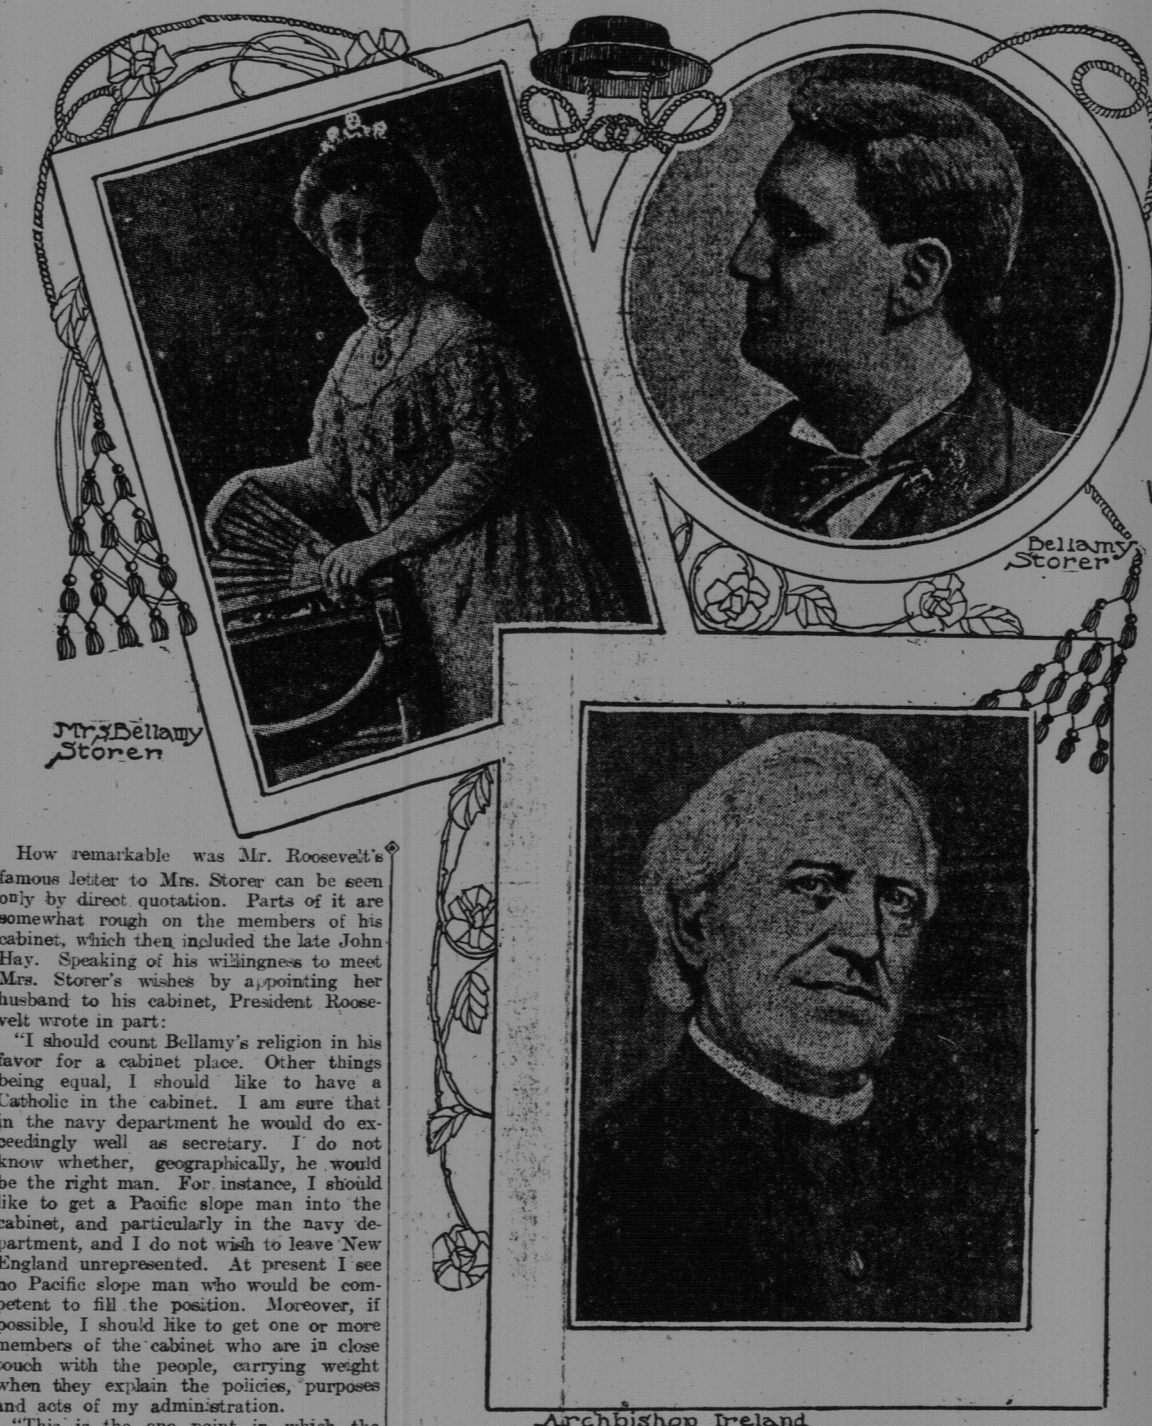 Bellamy
Storer
Mrs Bellamy
Storer
How remarkable was Mr. Roosevelt's
famous letter to Mrs. Storer can be seen
only by direct quotation. Parts of it are
somewhat rough on the members of his
cabinet, which then included the late John
Hay. Speaking of his willingness to meet
Mrs. Storer's wishes by appointing her
husband to his cabinet, President Roose-
velt wrote in part:
"I should count Bellamy's religion in his
favor for a cabinet place. Other things
being equal, I should like to have a
Catholic in the cabinet. I am sure that
in the navy department he would do ex-
ceedingly well as secretary. I do not
know whether, geographically, he would
be the right man. For instance, I should
like to get a Pacific slope man into the
cabinet, and particularly in the navy de-
partment, and I do not wish to leave New
England unrepresented. At present I see
no Pacific slope man who would be com-
petent to fill the position. Moreover, if
possible, I should like to get one or more
members of the cabinet who are in close
touch with the people, carrying weight
when they explain the policies, purposes
and acts of my administration.
"This is the one point in which the
Archbishop Ireland